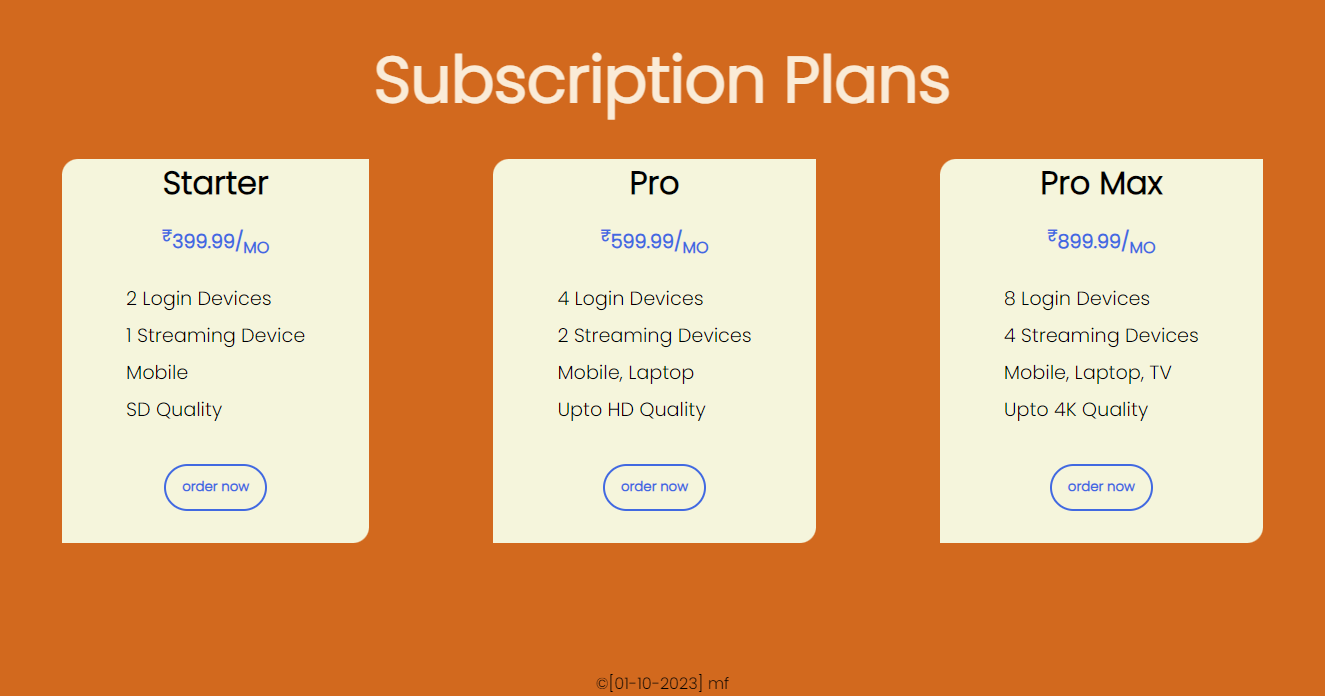 Subscription Plans
Starter
₹399.99/MO
2 Login Devices
1 Streaming Device
Mobile
SD Quality
order now
Pro
₹599.99/MO
4 Login Devices
2 Streaming Devices
Mobile, Laptop
Upto HD Quality
order now
Pro Max
₹899.99/MO
8 Login Devices
4 Streaming Devices
Mobile, Laptop, TV
Upto 4K Quality
order now
©[01-10-2023] mf